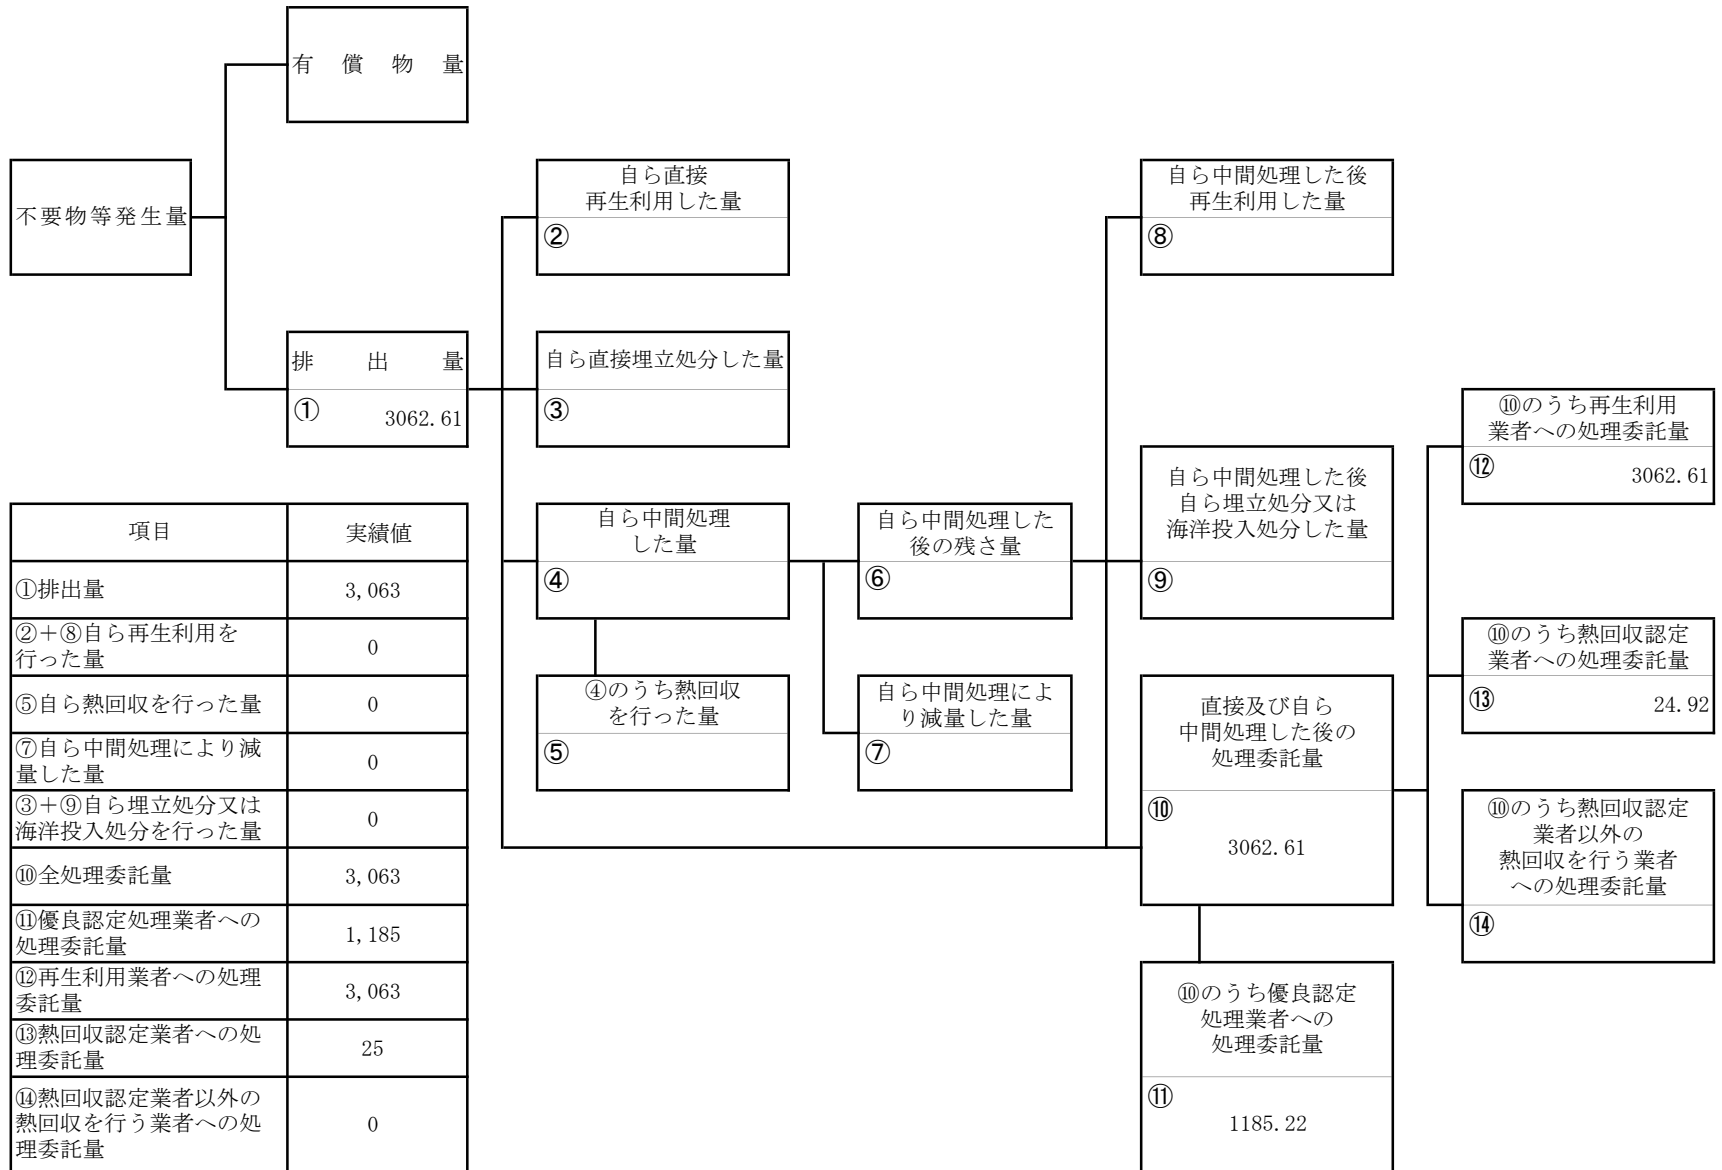 有償物量
不要物等発生量
排出量
①
3062.61
自ら直接
再生利用した量
②
自ら直接埋立処分した量
③
自ら中間処理
した量
④
④のうち熱回収
を行った量
⑤
自ら中間処理した
後の残さ量
⑥
自ら中間処理によ
り減量した量
⑦
自ら中間処理した後
再生利用した量
⑧
自ら中間処理した後
自ら埋立処分又は
海洋投入処分した量
⑨
直接及び自ら
中間処理した後の
処理委託量
⑩
3062.61
⑩のうち優良認定
処理業者への
処理委託量
⑪
1185.22
⑩のうち再生利用
業者への処理委託量
⑫
3062.61
⑩のうち熱回収認定
業者への処理委託量
⑬
24.92
⑩のうち熱回収認定
業者以外の
熱回収を行う業者
への処理委託量
⑭
項目 実績値
①排出量 3,063
②＋⑧自ら再生利用を
行った量 0
⑤自ら熱回収を行った量 0
⑦自ら中間処理により減
量した量 0
③＋⑨自ら埋立処分又は
海洋投入処分を行った量 0
⑩全処理委託量 3,063
⑪優良認定処理業者への
処理委託量 1,185
⑫再生利用業者への処理
委託量 3,063
⑬熱回収認定業者への処
理委託量 25
⑭熱回収認定業者以外の
熱回収を行う業者への処
理委託量 0